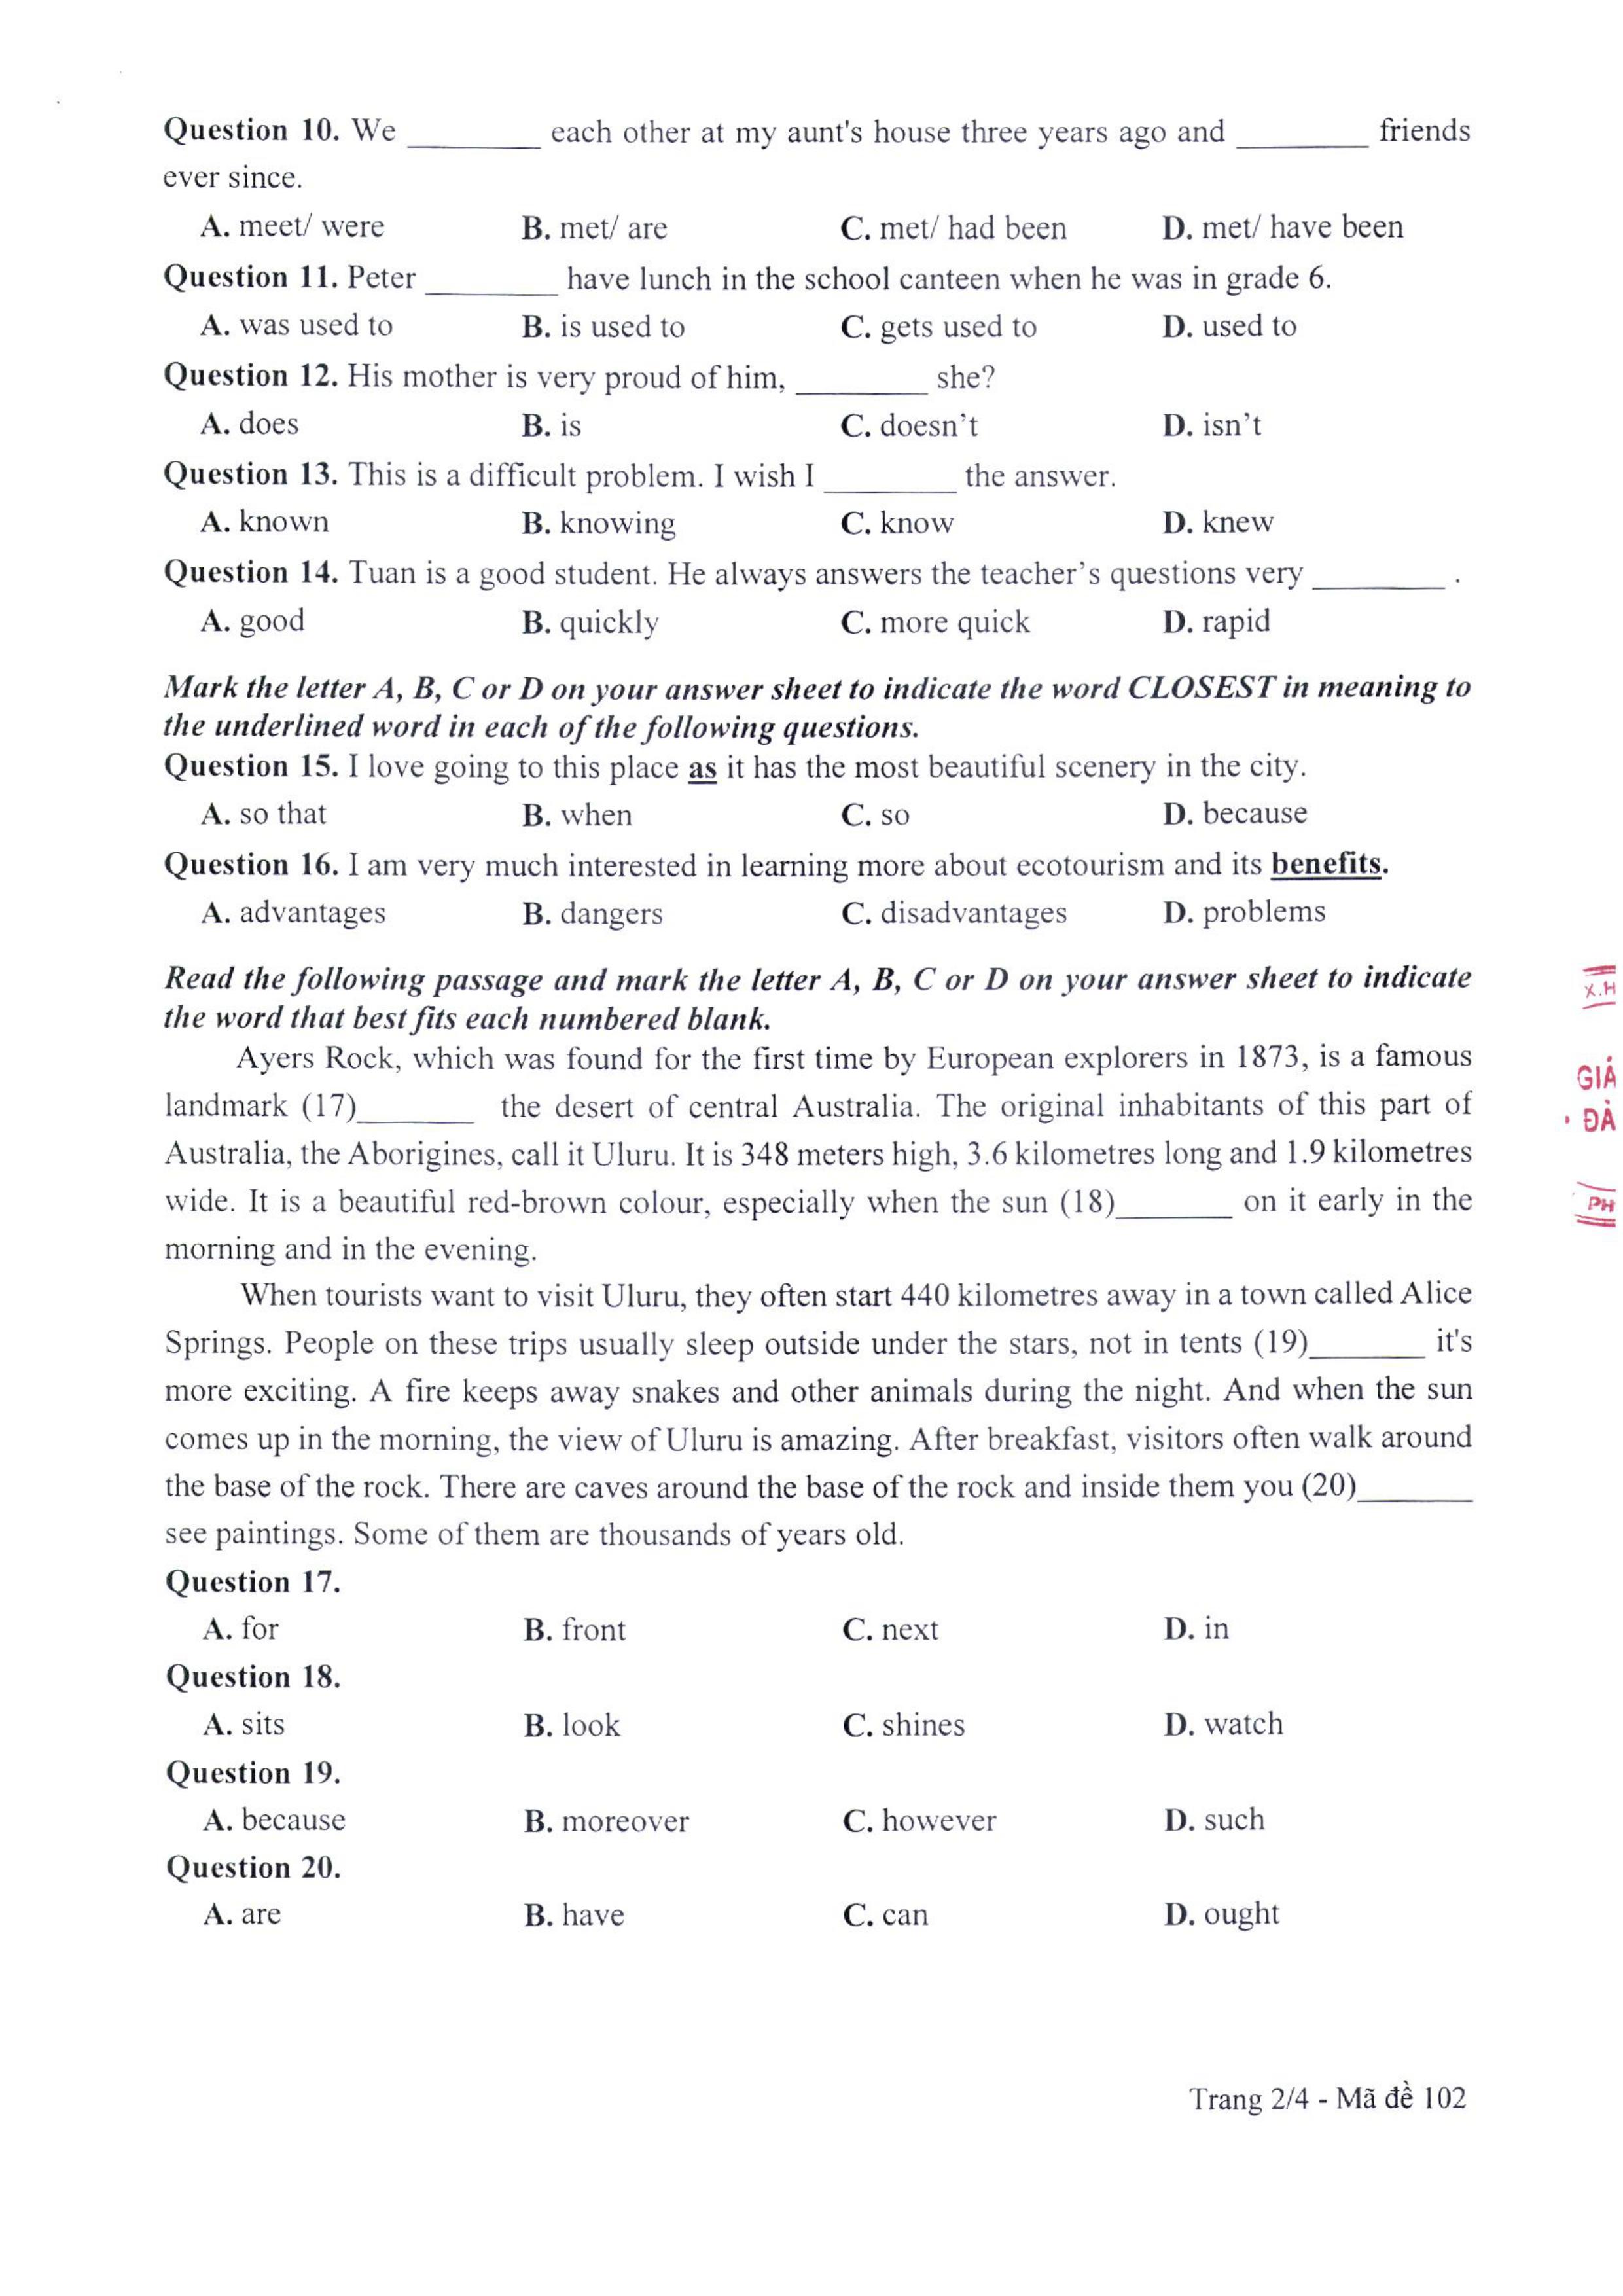 Question 10. We ________ each other at my aunt's house three years ago and ________ friends
ever since.
A. meet/ were B. met/ are C. met/ had been D. met/ have been
Question 11. Peter ________ have lunch in the school canteen when he was in grade 6.
A. was used to B. is used to C. gets used to D. used to
Question 12. His mother is very proud of him, ________ she?
A. does B. is C. doesn't D. isn't
Question 13. This is a difficult problem. I wish I ________ the answer.
A. known B. knowing C. know D. knew
Question 14. Tuan is a good student. He always answers the teacher's questions very ________ .
A. good B. quickly C. more quick D. rapid
Mark the letter A, B, C or D on your answer sheet to indicate the word CLOSEST in meaning to
the underlined word in each of the following questions.
Question 15. I love going to this place as it has the most beautiful scenery in the city.
A. so that B. when C. so D. because
Question 16. I am very much interested in learning more about ecotourism and its benefits.
A. advantages B. dangers C. disadvantages D. problems
Read the following passage and mark the letter A, B, C or D on your answer sheet to indicate
the word that best fits each numbered blank.
Ayers Rock, which was found for the first time by European explorers in 1873, is a famous
landmark (17)_______ the desert of central Australia. The original inhabitants of this part of
Australia, the Aborigines, call it Uluru. It is 348 meters high, 3.6 kilometres long and 1.9 kilometres
wide. It is a beautiful red-brown colour, especially when the sun (18)_______ on it early in the
morning and in the evening.
When tourists want to visit Uluru, they often start 440 kilometres away in a town called Alice
Springs. People on these trips usually sleep outside under the stars, not in tents (19)_______ it's
more exciting. A fire keeps away snakes and other animals during the night. And when the sun
comes up in the morning, the view of Uluru is amazing. After breakfast, visitors often walk around
the base of the rock. There are caves around the base of the rock and inside them you (20)_______
see paintings. Some of them are thousands of years old.
Question 17.
A. for B. front C. next D. in
Question 18.
A. sits B. look C. shines D. watch
Question 19.
A. because B. moreover C. however D. such
Question 20.
A. are B. have C. can D. ought
Trang 2/4 - Mã đề 102
X.H
GIÁ
ĐÀ
PH